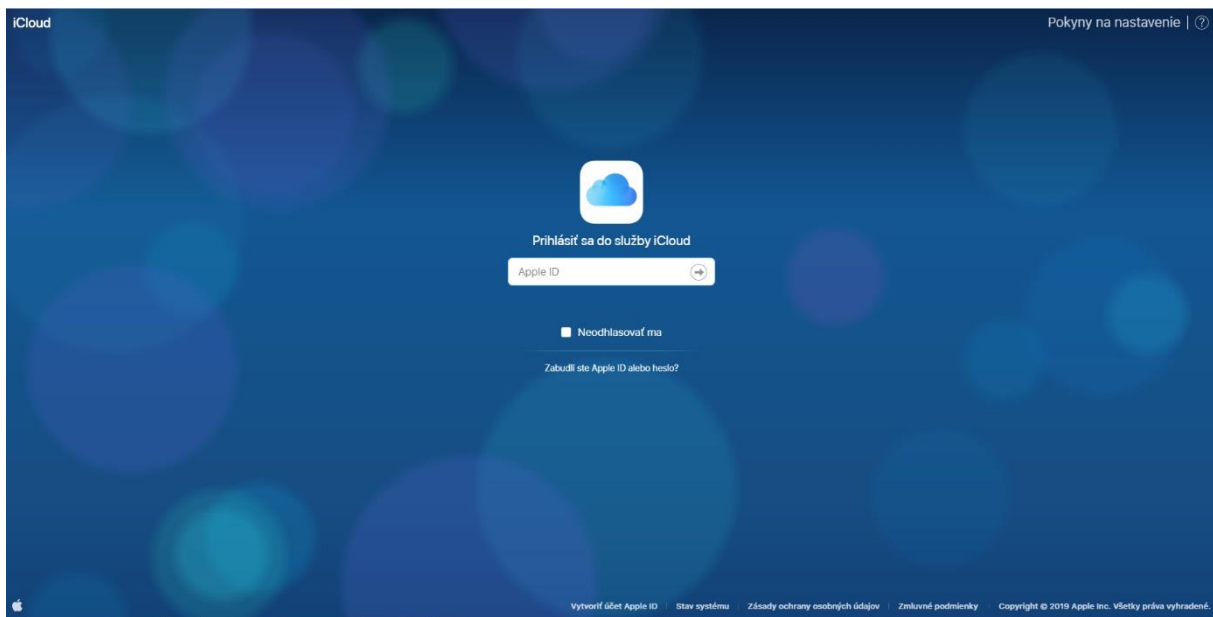 iCloud
Pokyny na nastavenie | ?
Prihlásiť sa do služby iCloud
Apple ID
Neodhlasovať ma
Zabudli ste Apple ID alebo heslo?
Vytvoriť účet Apple ID | Stav systému | Zásady ochrany osobných údajov | Zmluvné podmienky | Copyright © 2019 Apple Inc. Všetky práva vyhradené.